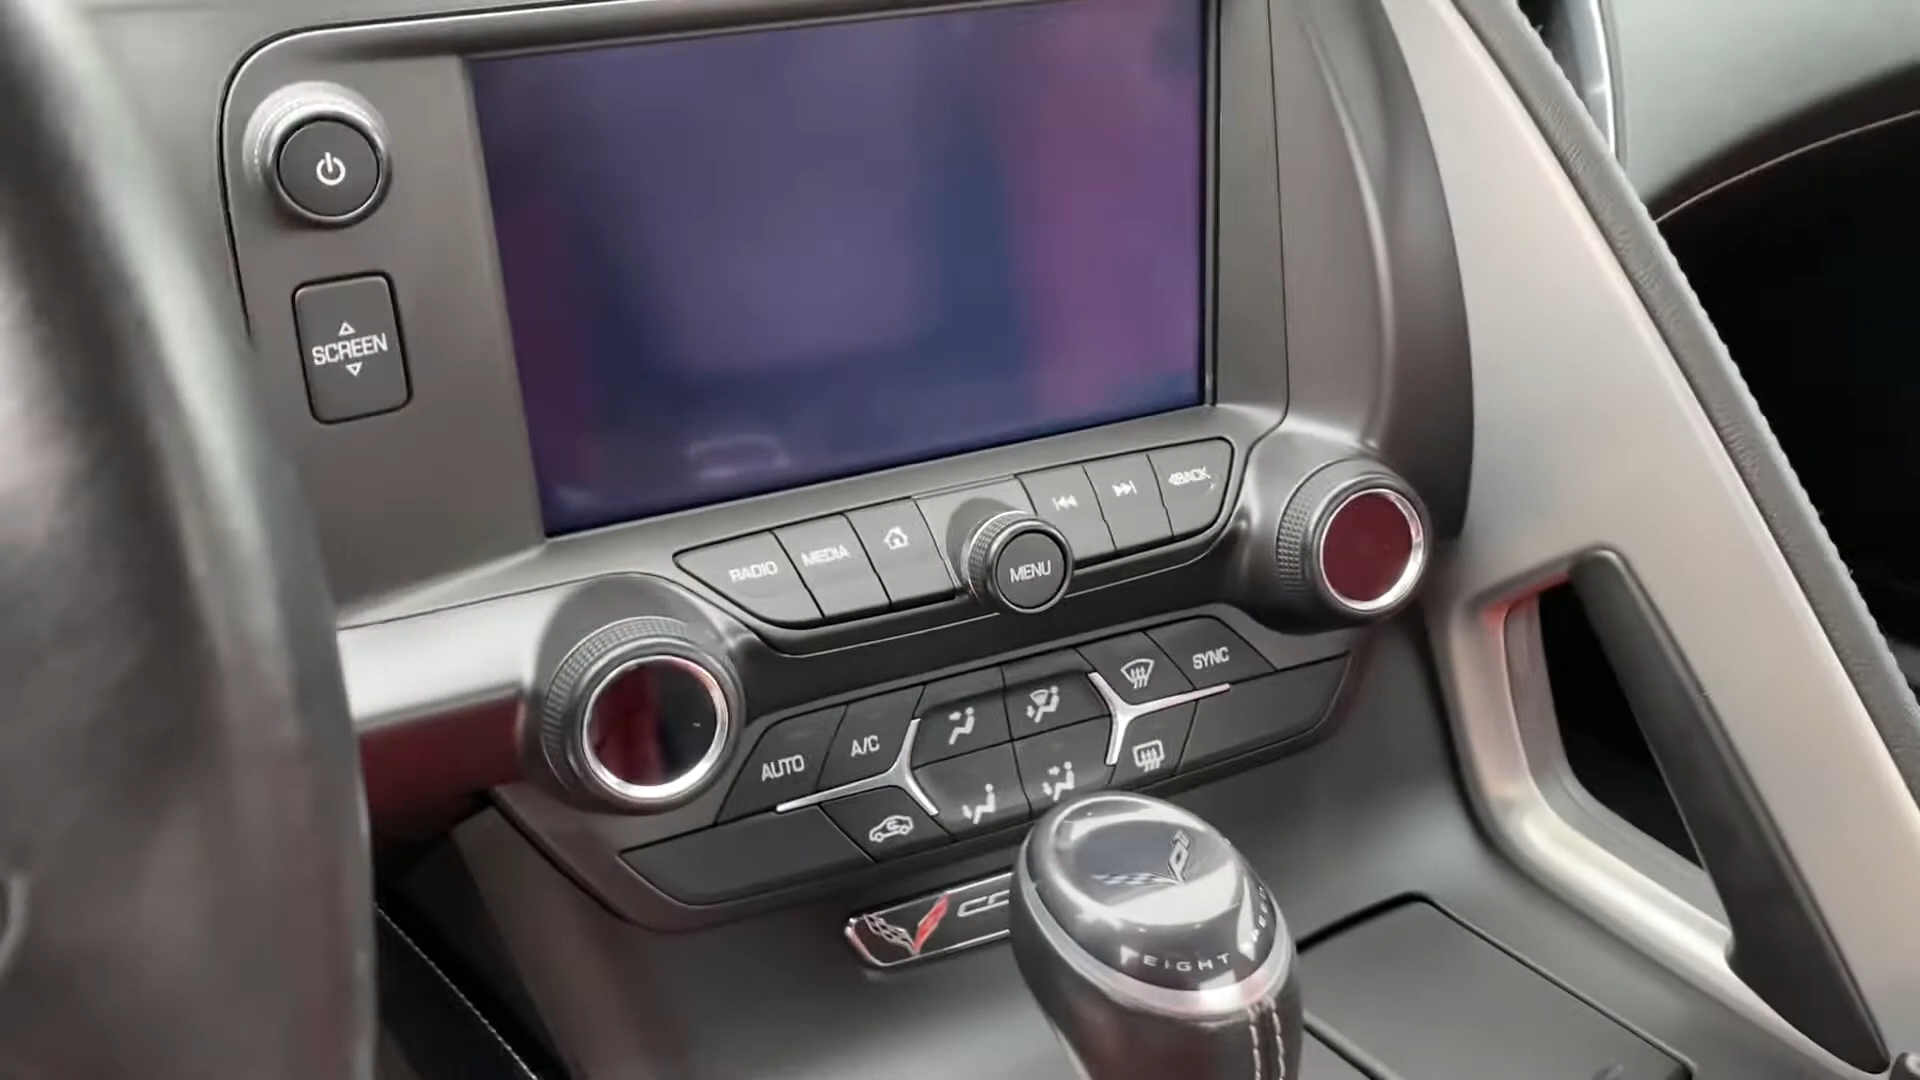 SCREEN
RADIO
MEDIA
MENU
BACK
AUTO
A/C
SYNC
EIGHT